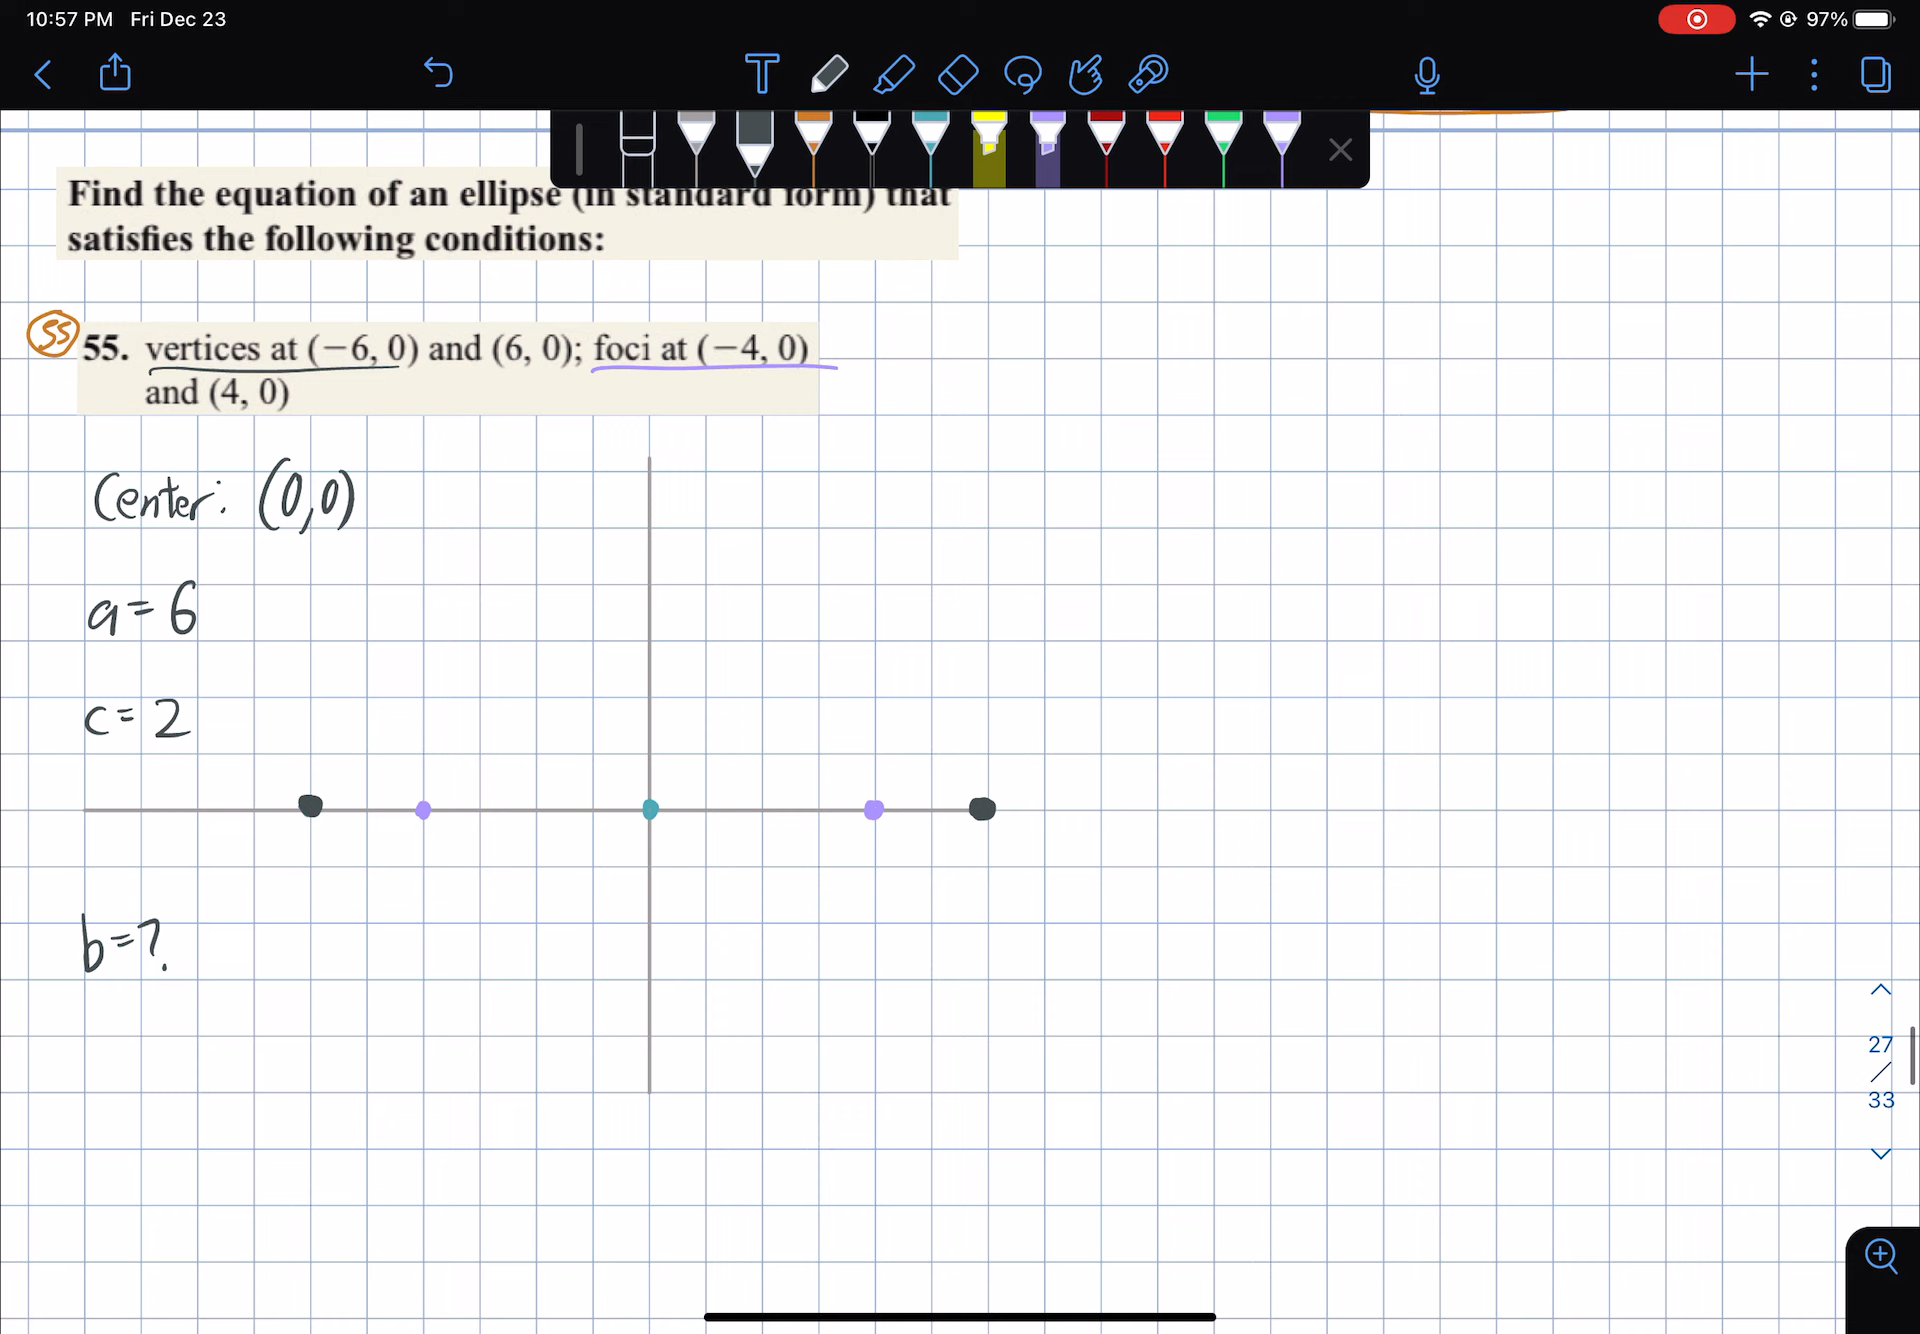 10:57 PM Fri Dec 23
97%
Find the equation of an ellipse (in standard form) that
satisfies the following conditions:
55
55. vertices at (−6, 0) and (6, 0); foci at (−4, 0)
and (4, 0)
Center: (0,0)
a=6
c=2
b=?
27
/
33